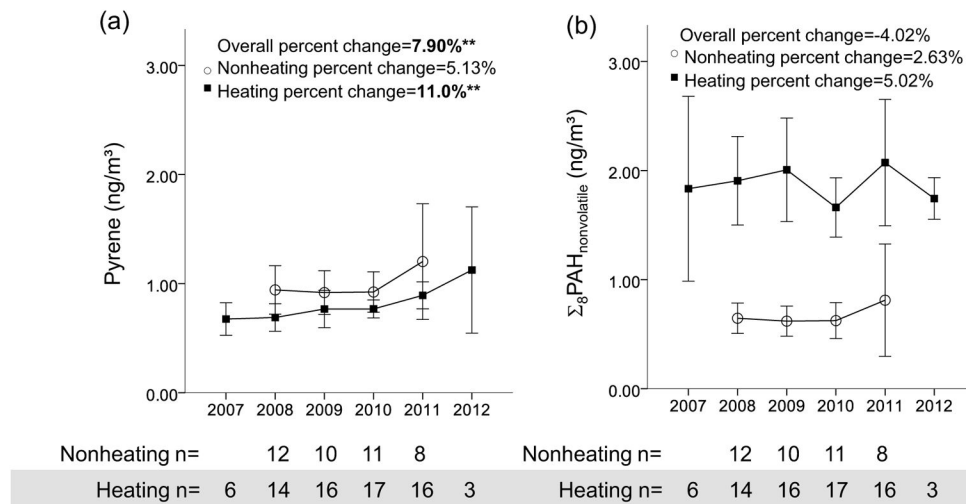 (a)
Overall percent change=7.90%**
Nonheating percent change=5.13%
Heating percent change=11.0%**
Pyrene (ng/m³)
3.00
2.00
1.00
0.00
2007 2008 2009 2010 2011 2012
Nonheating n= 12 10 11 8
Heating n= 6 14 16 17 16 3
(b)
Overall percent change=-4.02%
Nonheating percent change=2.63%
Heating percent change=5.02%
Σ₈PAHnonvolatile (ng/m³)
3.00
2.00
1.00
0.00
2007 2008 2009 2010 2011 2012
Nonheating n= 12 10 11 8
Heating n= 6 14 16 17 16 3